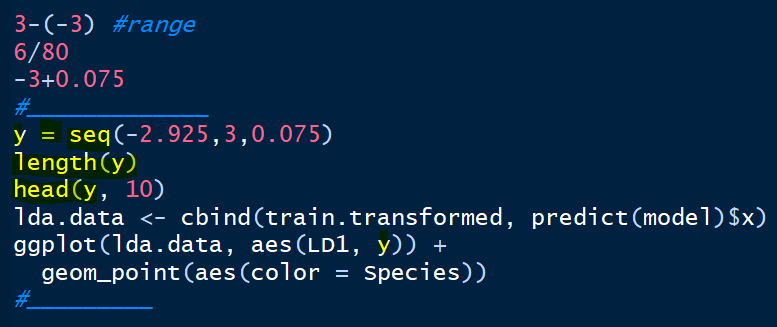 3-(-3) #range
6/80
-3+0.075
#______________
y = seq(-2.925,3,0.075)
length(y)
head(y, 10)
lda.data <- cbind(train.transformed, predict(model)$x)
ggplot(lda.data, aes(LD1, y)) +
  geom_point(aes(color = Species))
#_________